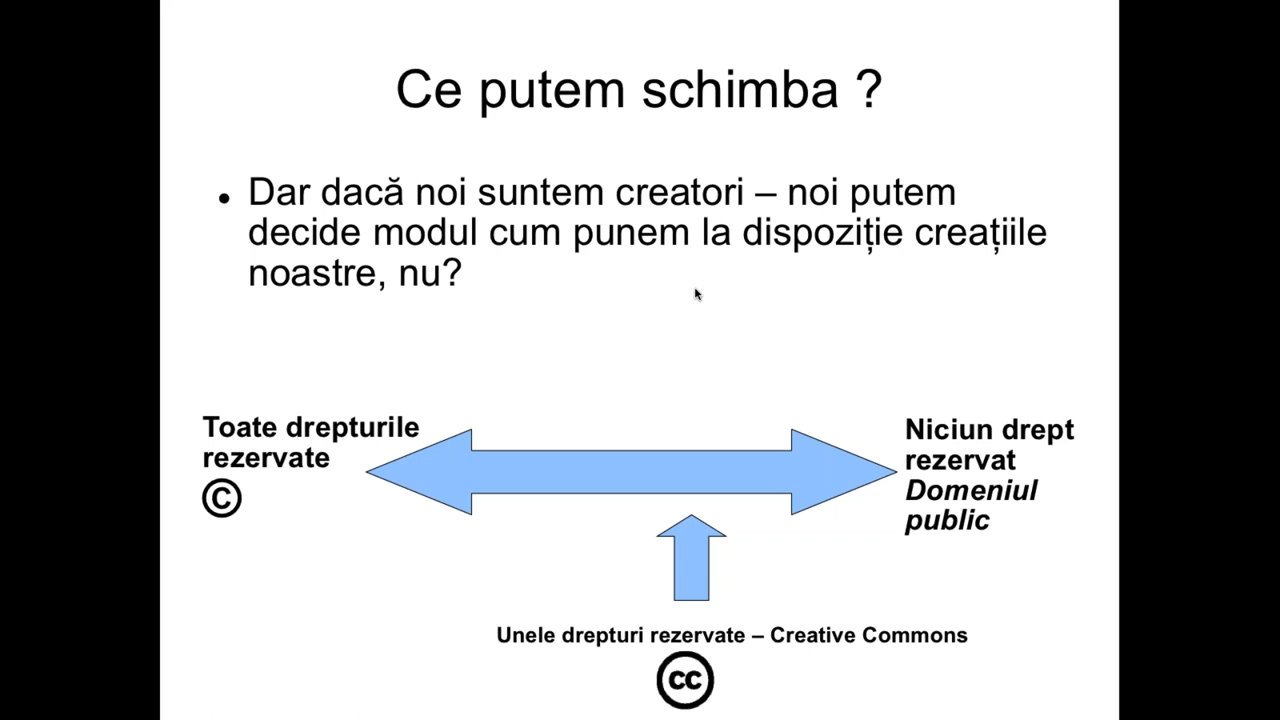 Ce putem schimba ?
● Dar dacă noi suntem creatori – noi putem
decide modul cum punem la dispoziție creațiile
noastre, nu?
Toate drepturile
rezervate
©
Niciun drept
rezervat
Domeniul
public
Unele drepturi rezervate – Creative Commons
cc